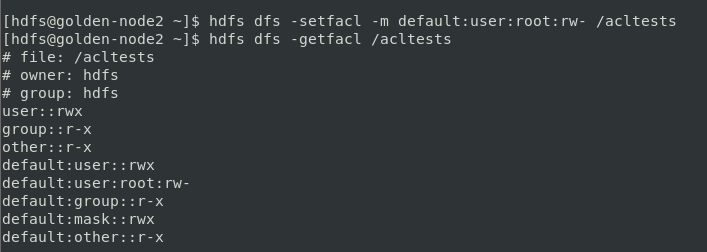 [hdfs@golden-node2 ~]$ hdfs dfs -setfacl -m default:user:root:rw- /acltests
[hdfs@golden-node2 ~]$ hdfs dfs -getfacl /acltests
# file: /acltests
# owner: hdfs
# group: hdfs
user::rwx
group::r-x
other::r-x
default:user::rwx
default:user:root:rw-
default:group::r-x
default:mask::rwx
default:other::r-x